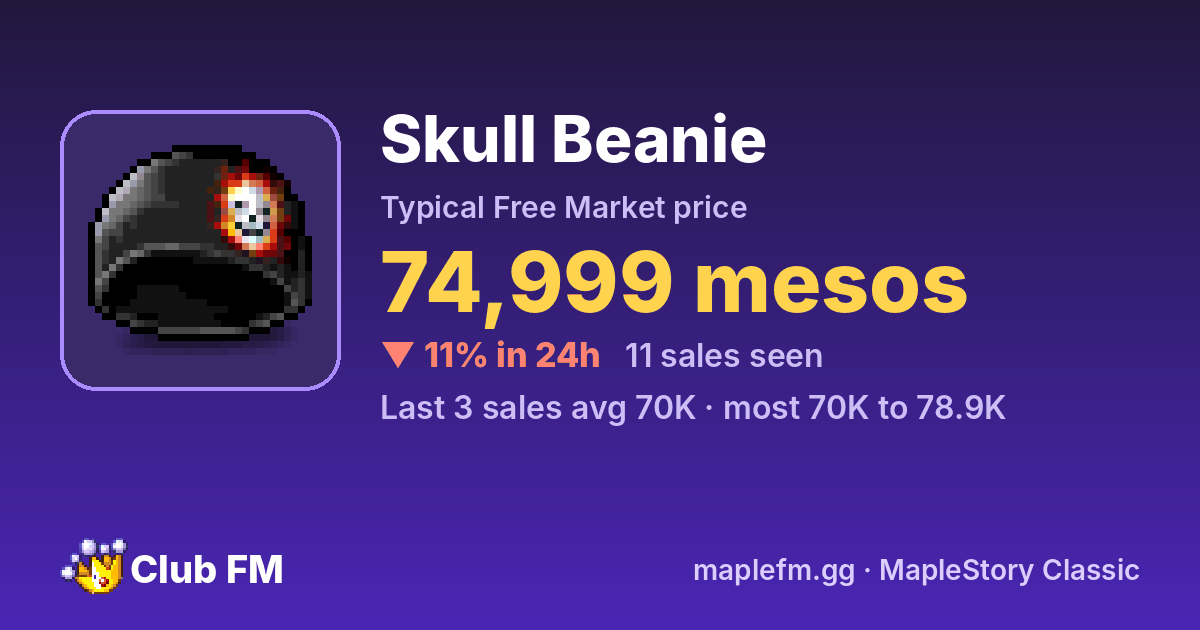 Skull Beanie
Typical Free Market price
74,999 mesos
▼ 11% in 24h 11 sales seen
Last 3 sales avg 70K · most 70K to 78.9K
Club FM
maplefm.gg · MapleStory Classic